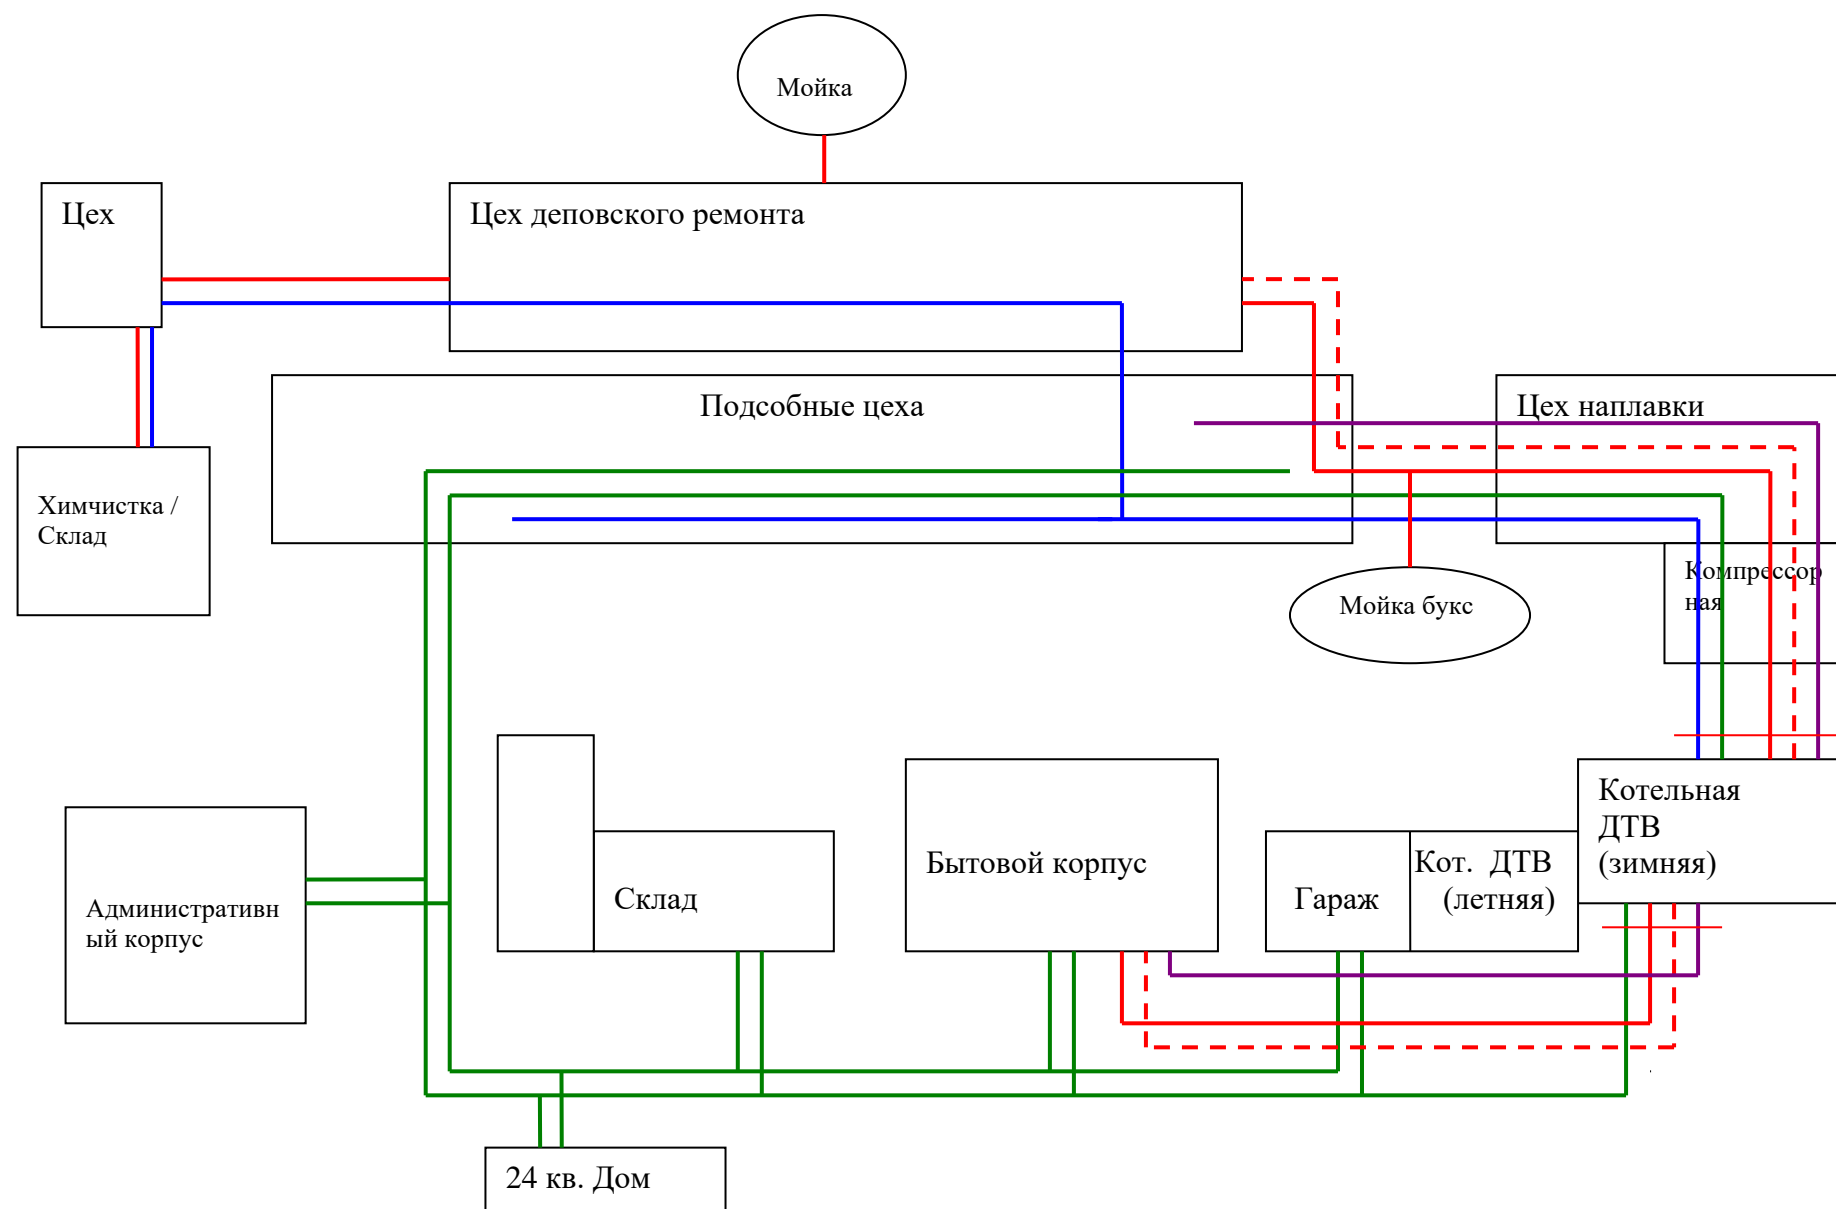 Мойка
Цех
Цех деповского ремонта
Подсобные цеха
Цех наплавки
Химчистка /
Склад
Компрессор
ная
Мойка букс
Котельная
ДТВ
(зимняя)
Бытовой корпус
Кот. ДТВ
(летняя)
Склад
Гараж
Административн
ый корпус
24 кв. Дом